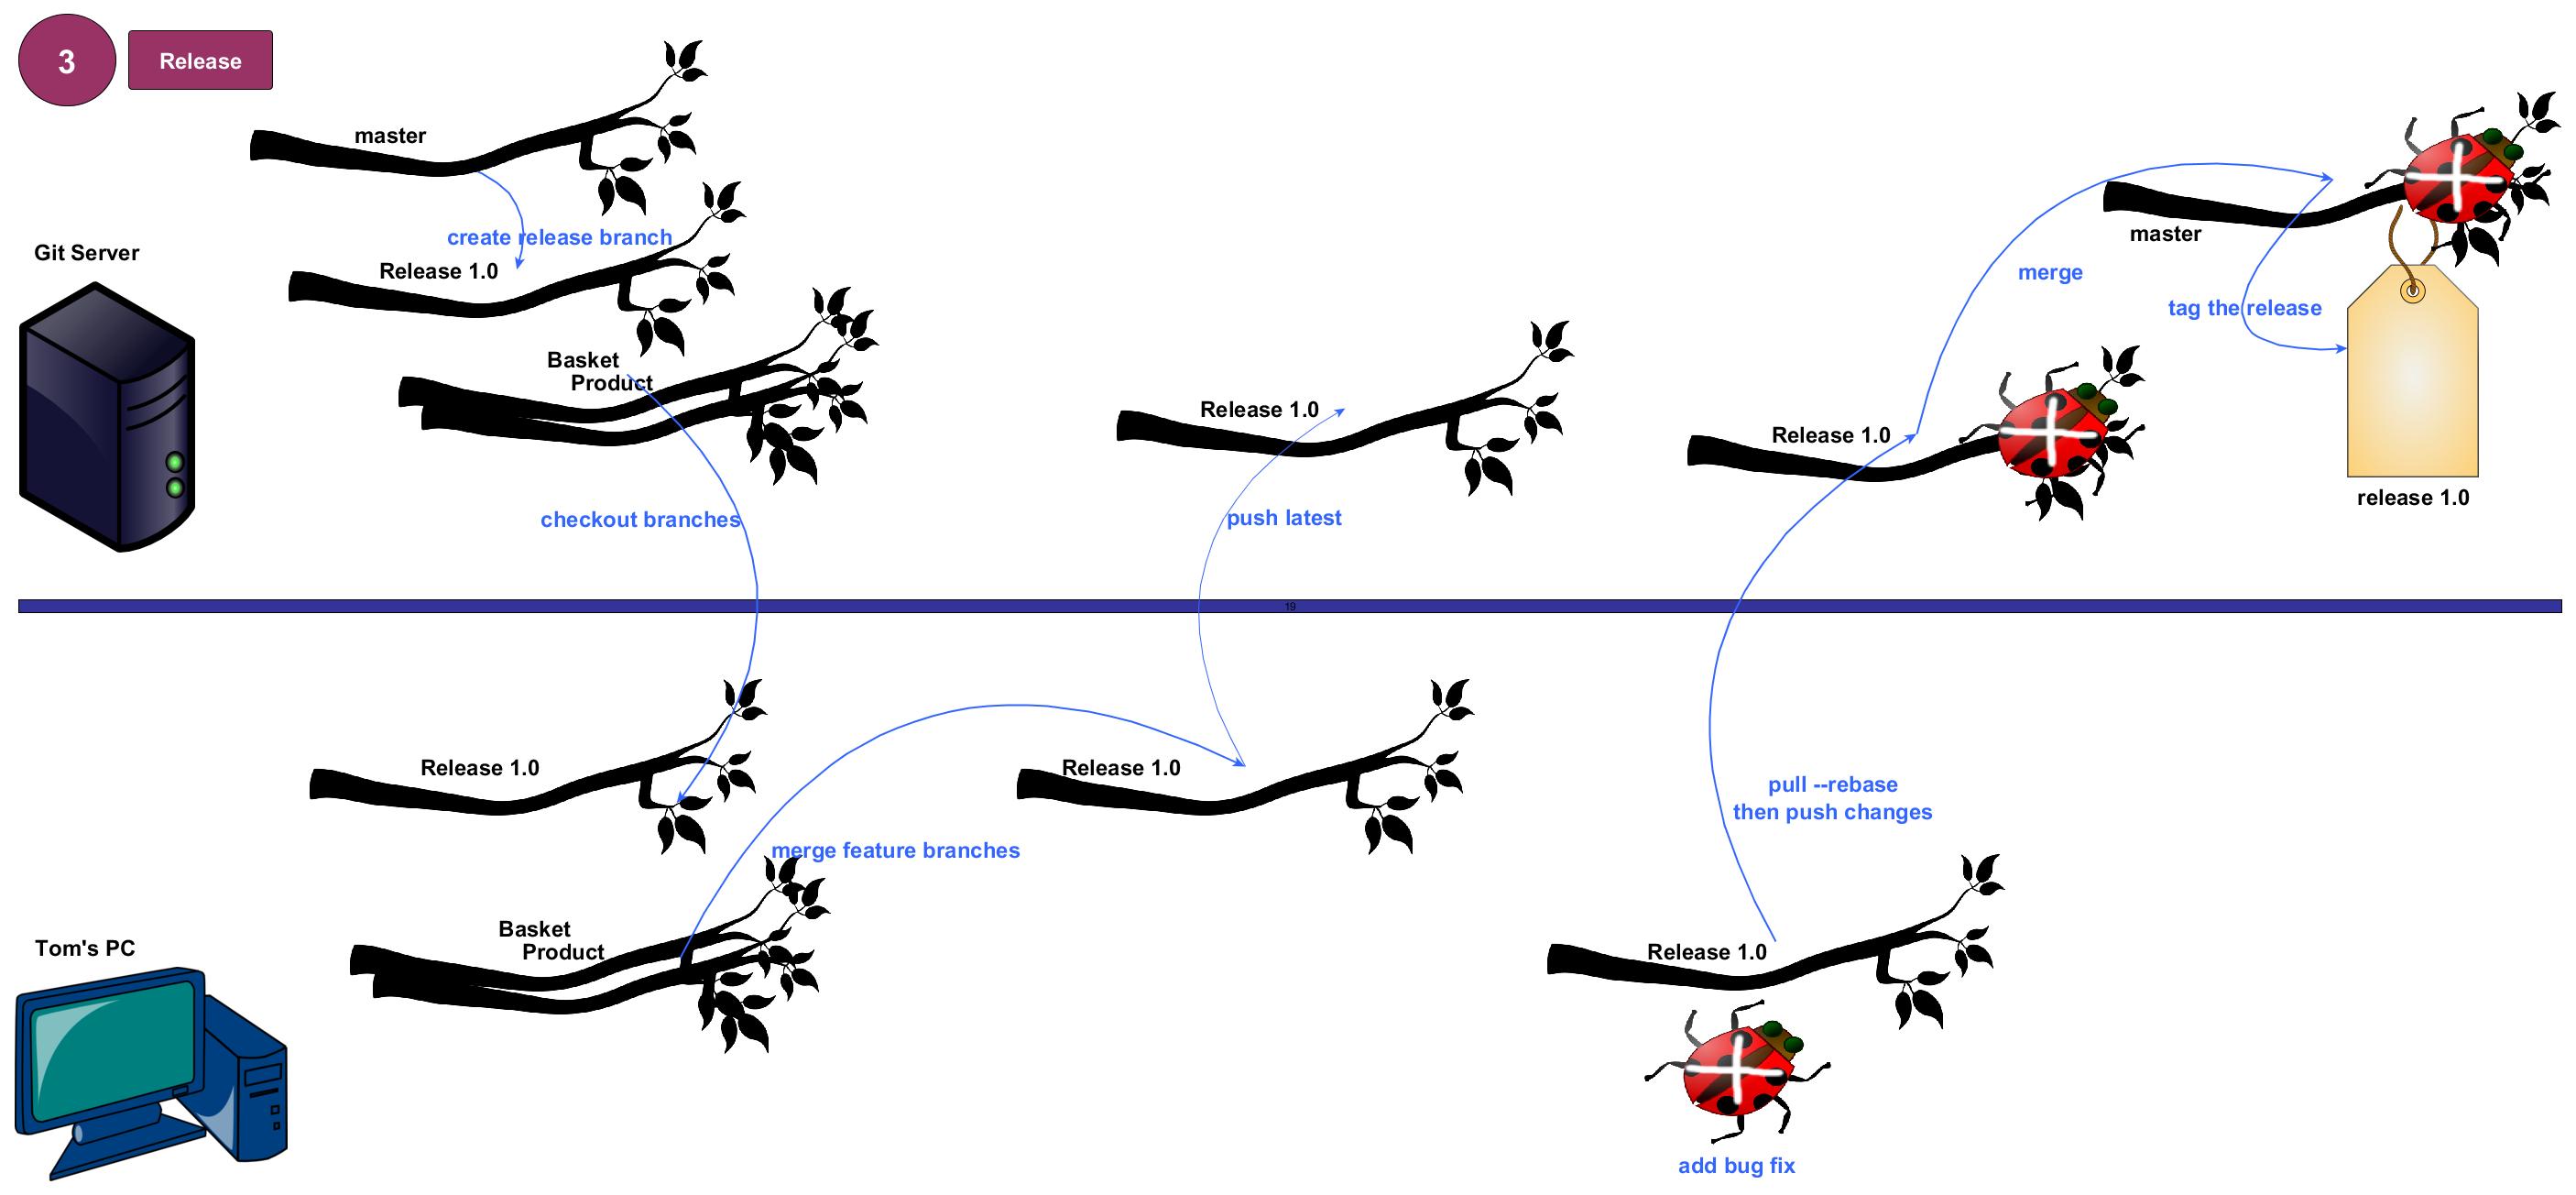 3
Release
master
create release branch
Git Server
Release 1.0
Basket
Product
checkout branches
Release 1.0
push latest
Release 1.0
merge
master
tag the release
release 1.0
19
Release 1.0
merge feature branches
Basket
Product
Tom's PC
Release 1.0
pull --rebase
then push changes
Release 1.0
add bug fix